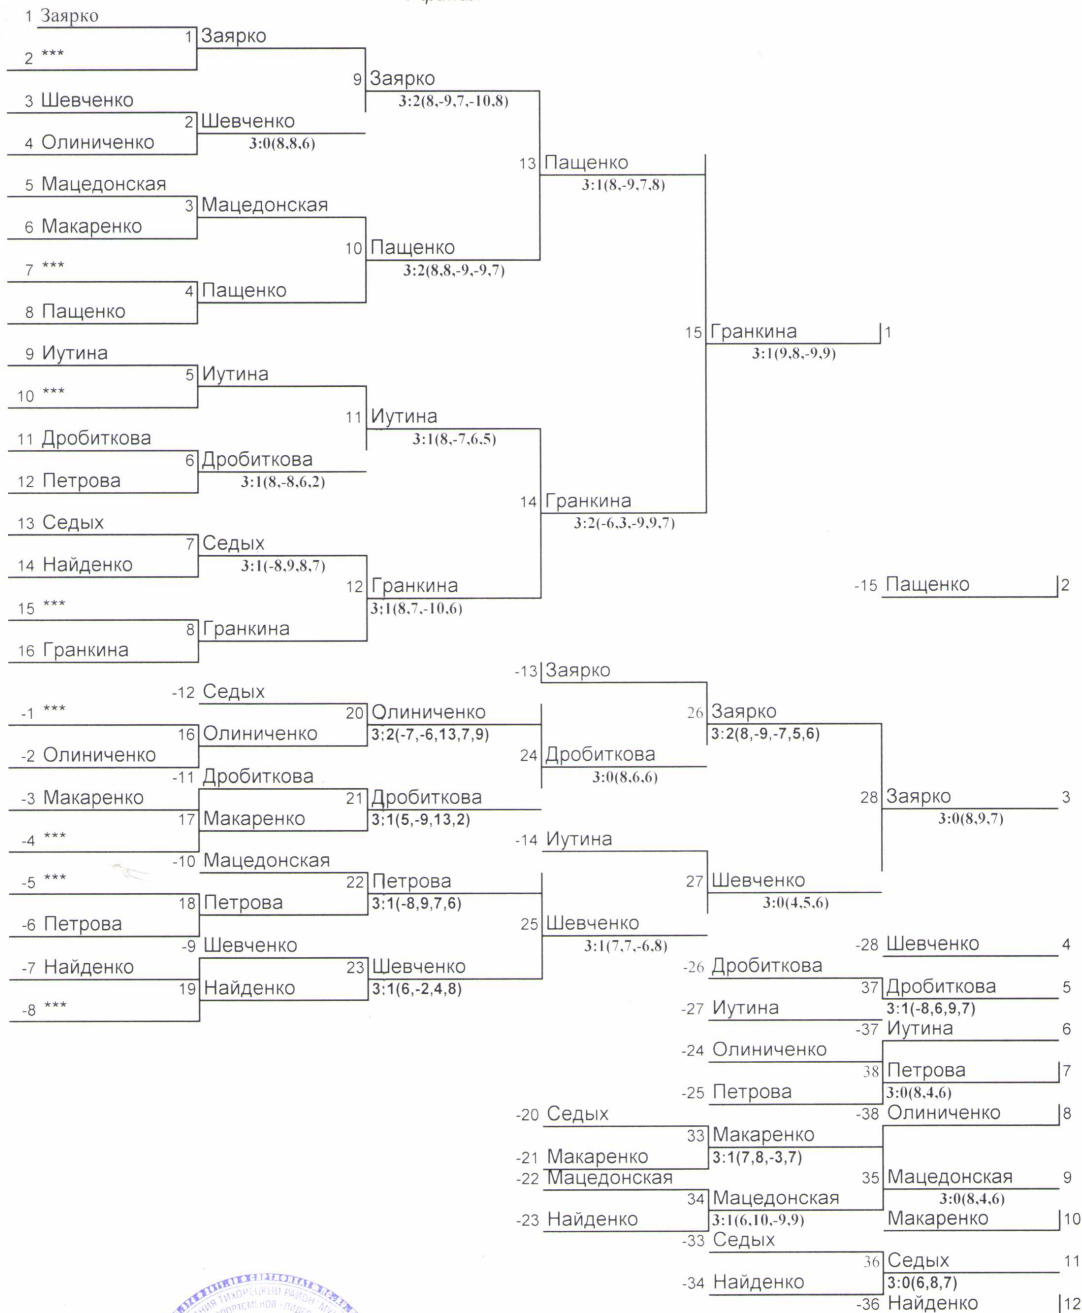 1 Заярко
1 Заярко
2 ***
9 Заярко
3:2(8,-9,7,-10,8)
3 Шевченко
2 Шевченко
3:0(8,8,6)
4 Олиниченко
13 Пащенко
3:1(8,-9,7,8)
5 Мацедонская
3 Мацедонская
6 Макаренко
10 Пащенко
3:2(8,8,-9,-9,7)
7 ***
4 Пащенко
8 Пащенко
15 Гранкина 1
3:1(9,8,-9,9)
9 Иутина
5 Иутина
10 ***
11 Иутина
3:1(8,-7,6,5)
11 Дробиткова
6 Дробиткова
3:1(8,-8,6,2)
12 Петрова
14 Гранкина
3:2(-6,3,-9,9,7)
13 Седых
7 Седых
3:1(-8,9,8,7)
14 Найденко
12 Гранкина
3:1(8,7,-10,6)
-15 Пащенко 2
15 ***
8 Гранкина
16 Гранкина
-13 Заярко
-12 Седых
-1 ***
20 Олиниченко
3:2(-7,-6,13,7,9)
26 Заярко
3:2(8,-9,-7,5,6)
16 Олиниченко
-2 Олиниченко
24 Дробиткова
3:0(8,6,6)
-11 Дробиткова
-3 Макаренко
21 Дробиткова
3:1(5,-9,13,2)
28 Заярко 3
3:0(8,9,7)
17 Макаренко
-4 ***
-14 Иутина
-10 Мацедонская
-5 ***
22 Петрова
3:1(-8,9,7,6)
27 Шевченко
3:0(4,5,6)
18 Петрова
-6 Петрова
25 Шевченко
3:1(7,7,-6,8)
-9 Шевченко
-28 Шевченко 4
-7 Найденко
23 Шевченко
3:1(6,-2,4,8)
-26 Дробиткова
19 Найденко
37 Дробиткова 5
3:1(-8,6,9,7)
-8 ***
-27 Иутина
-37 Иутина 6
-24 Олиниченко
38 Петрова 7
3:0(8,4,6)
-25 Петрова
-20 Седых
-38 Олиниченко 8
33 Макаренко
3:1(7,8,-3,7)
-21 Макаренко
-22 Мацедонская
35 Мацедонская 9
3:0(8,4,6)
34 Мацедонская
3:1(6,10,-9,9)
-23 Найденко
Макаренко 10
-33 Седых
36 Седых 11
3:0(6,8,7)
-34 Найденко
-36 Найденко 12